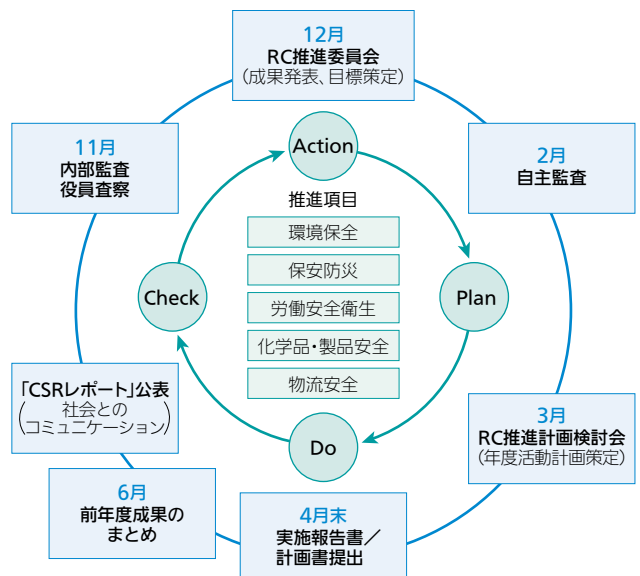 12月
RC推進委員会
(成果発表、目標策定)
2月
自主監査
3月
RC推進計画検討会
(年度活動計画策定)
4月末
実施報告書／
計画書提出
6月
前年度成果の
まとめ
「CSRレポート」公表
(社会との
コミュニケーション)
11月
内部監査
役員査察
Action
Plan
Do
Check
推進項目
環境保全
保安防災
労働安全衛生
化学品・製品安全
物流安全